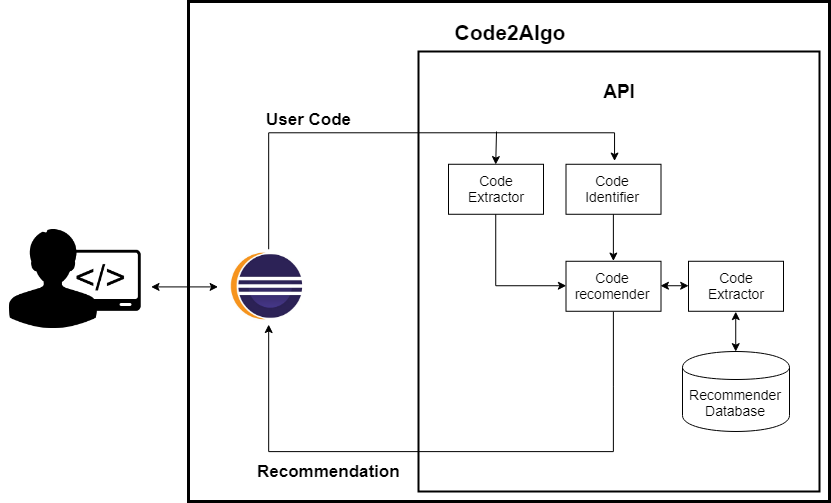 Code2Algo
API
User Code
Code
Extractor
Code
Identifier
</>
Code
recomender
Code
Extractor
Recommender
Database
Recommendation